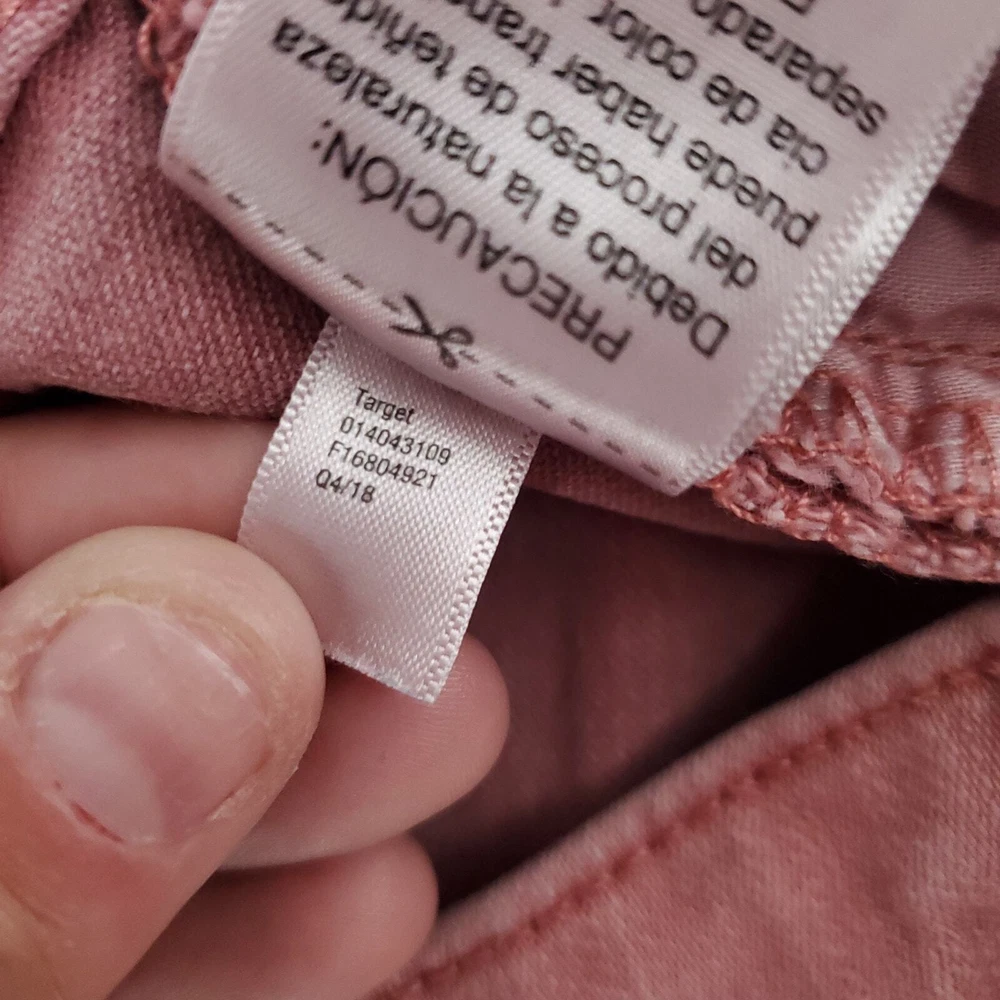 Target
014043109
F16804921
Q4/18
PRECAUCIÓN:
Debido a la naturaleza
del proceso de teñido
puede haber
cia de color
separado